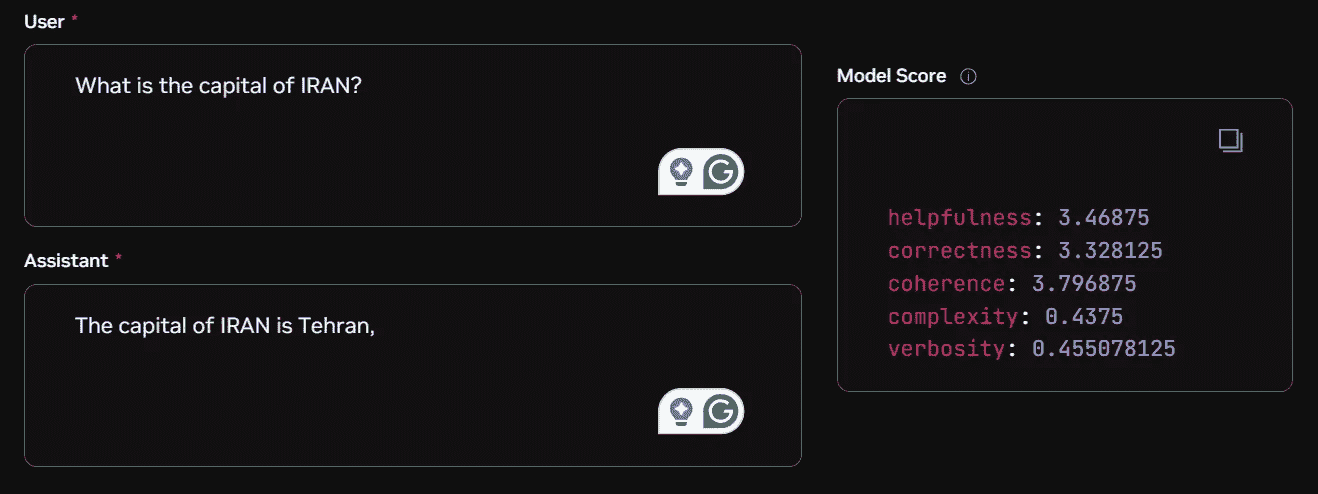 User *
What is the capital of IRAN?
Assistant *
The capital of IRAN is Tehran,
Model Score
helpfulness: 3.46875
correctness: 3.328125
coherence: 3.796875
complexity: 0.4375
verbosity: 0.455078125